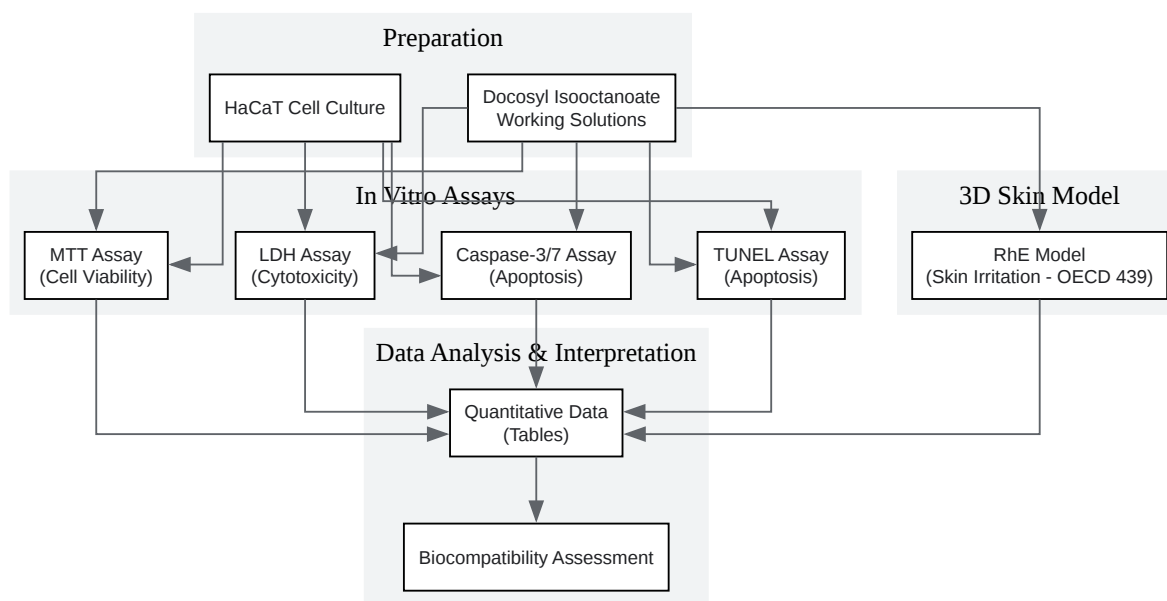 Preparation
HaCaT Cell Culture
Docosyl Isooctanoate
Working Solutions
In Vitro Assays
3D Skin Model
MTT Assay
(Cell Viability)
LDH Assay
(Cytotoxicity)
Caspase-3/7 Assay
(Apoptosis)
TUNEL Assay
(Apoptosis)
RhE Model
(Skin Irritation - OECD 439)
Data Analysis & Interpretation
Quantitative Data
(Tables)
Biocompatibility Assessment